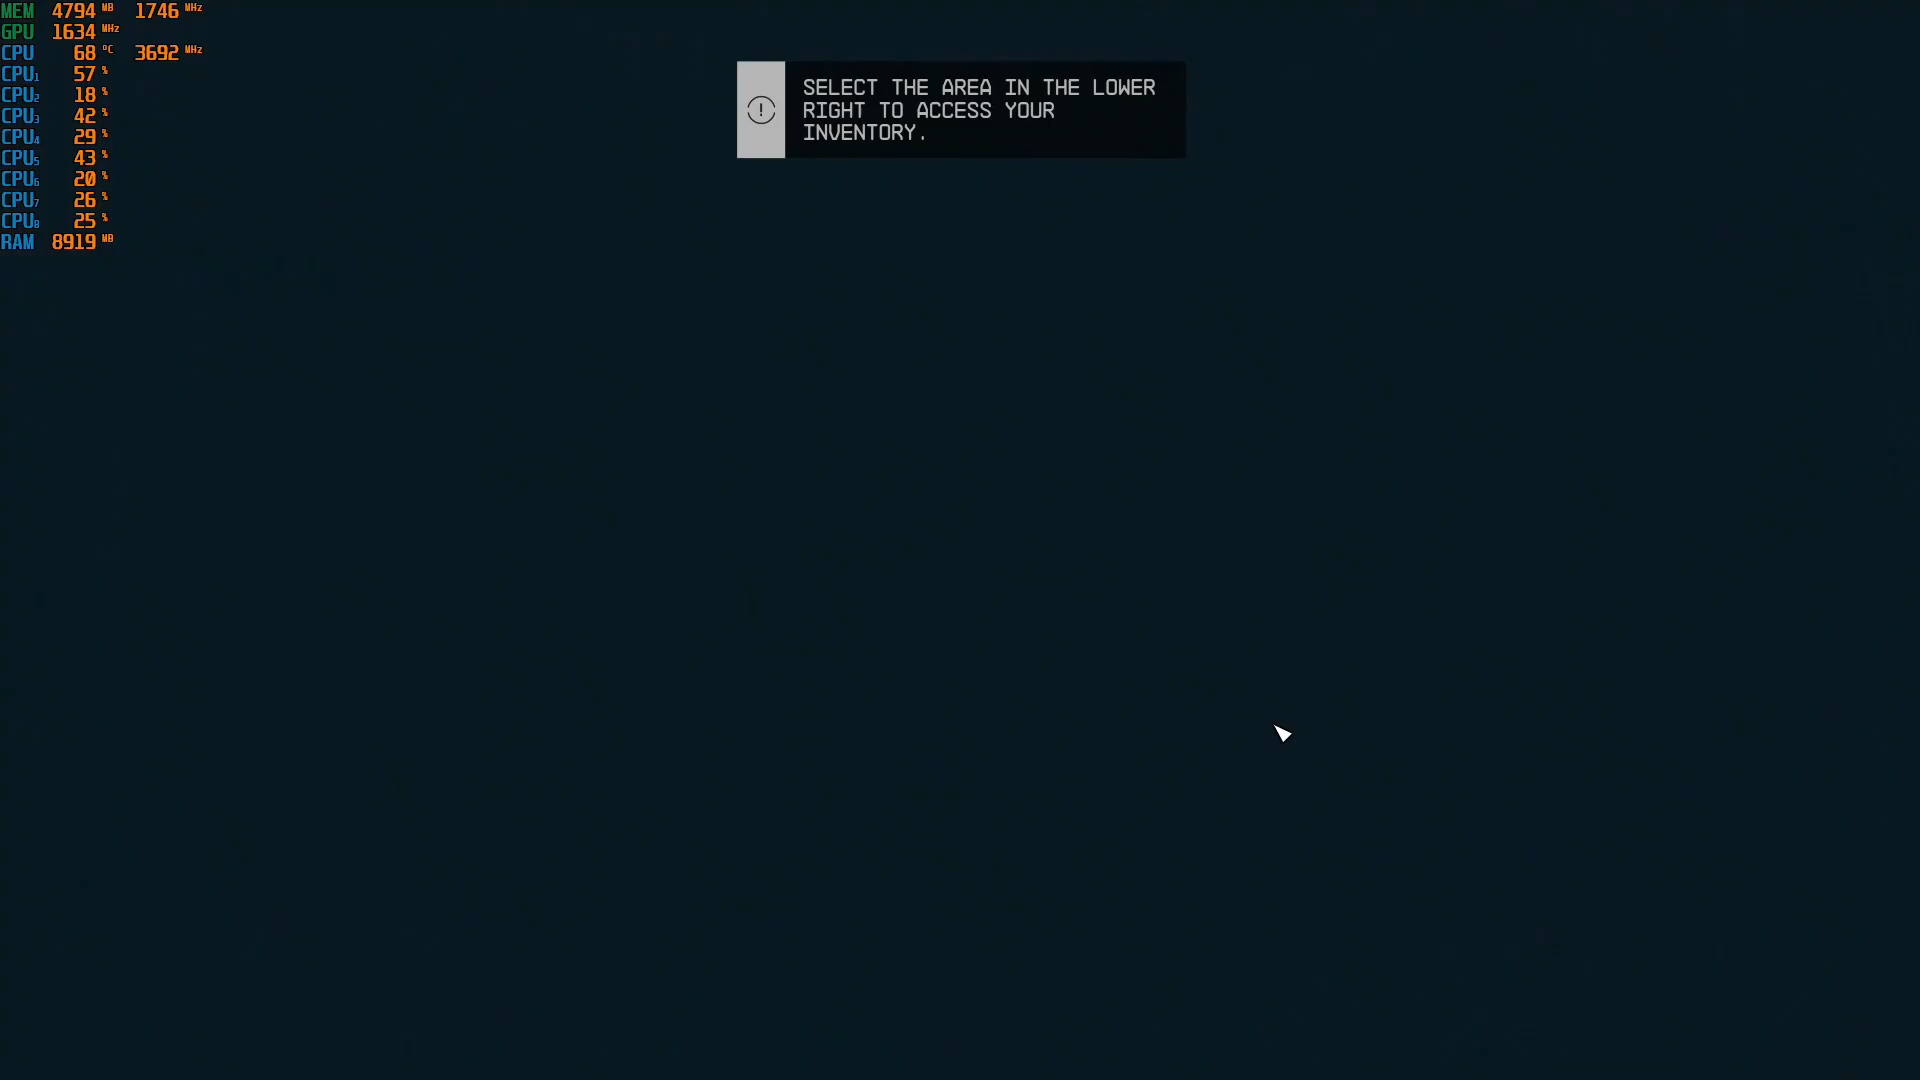 MEM 4794 MB 1746 MHz
GPU 1634 MHz
CPU 68 °C 3692 MHz
CPU1 57 %
CPU2 18 %
CPU3 42 %
CPU4 29 %
CPU5 43 %
CPU6 20 %
CPU7 26 %
CPU8 25 %
RAM 8919 MB
SELECT THE AREA IN THE LOWER
RIGHT TO ACCESS YOUR
INVENTORY.